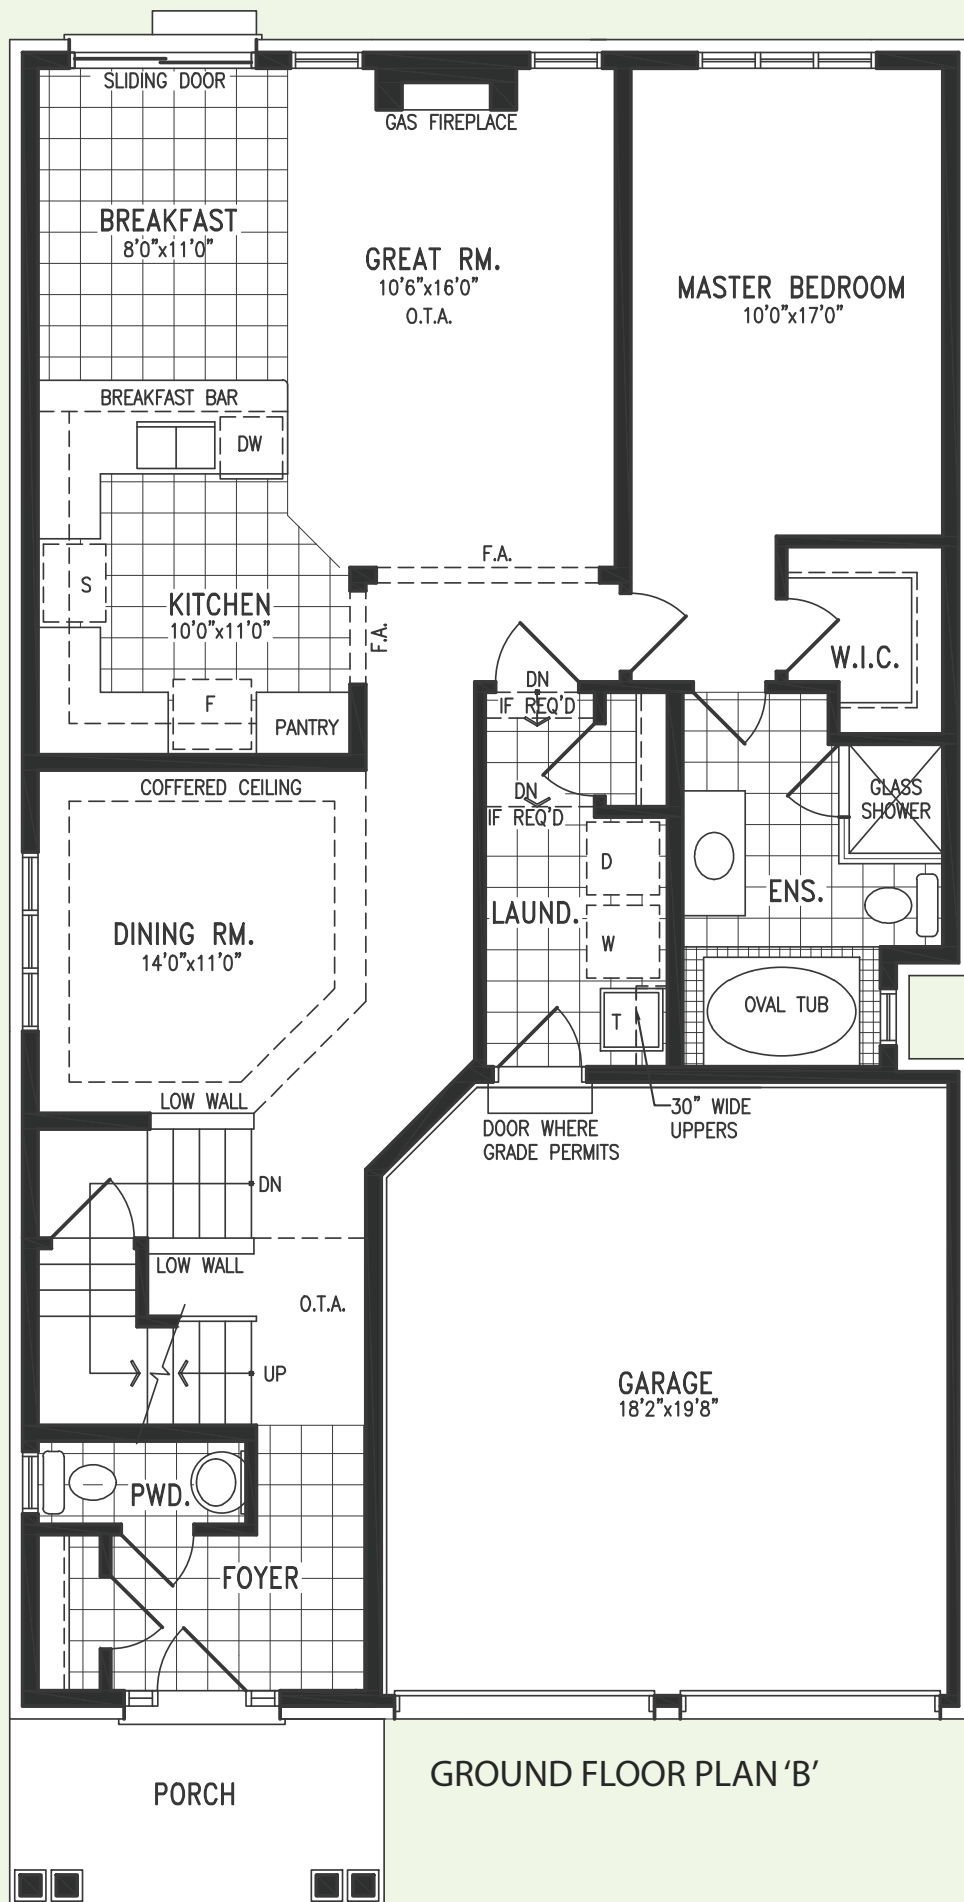 SLIDING DOOR
GAS FIREPLACE
BREAKFAST
8'0"x11'0"
GREAT RM.
10'6"x16'0"
O.T.A.
MASTER BEDROOM
10'0"x17'0"
BREAKFAST BAR
DW
F.A.
S
KITCHEN
10'0"x11'0"
F.A.
W.I.C.
F
PANTRY
DN
IF REQ'D
COFFERED CEILING
DN
IF REQ'D
GLASS
SHOWER
D
ENS.
LAUND.
W
DINING RM.
14'0"x11'0"
OVAL TUB
T
LOW WALL
30" WIDE
UPPERS
DOOR WHERE
GRADE PERMITS
DN
LOW WALL
O.T.A.
UP
GARAGE
18'2"x19'8"
PWD.
FOYER
PORCH
GROUND FLOOR PLAN ‘B’